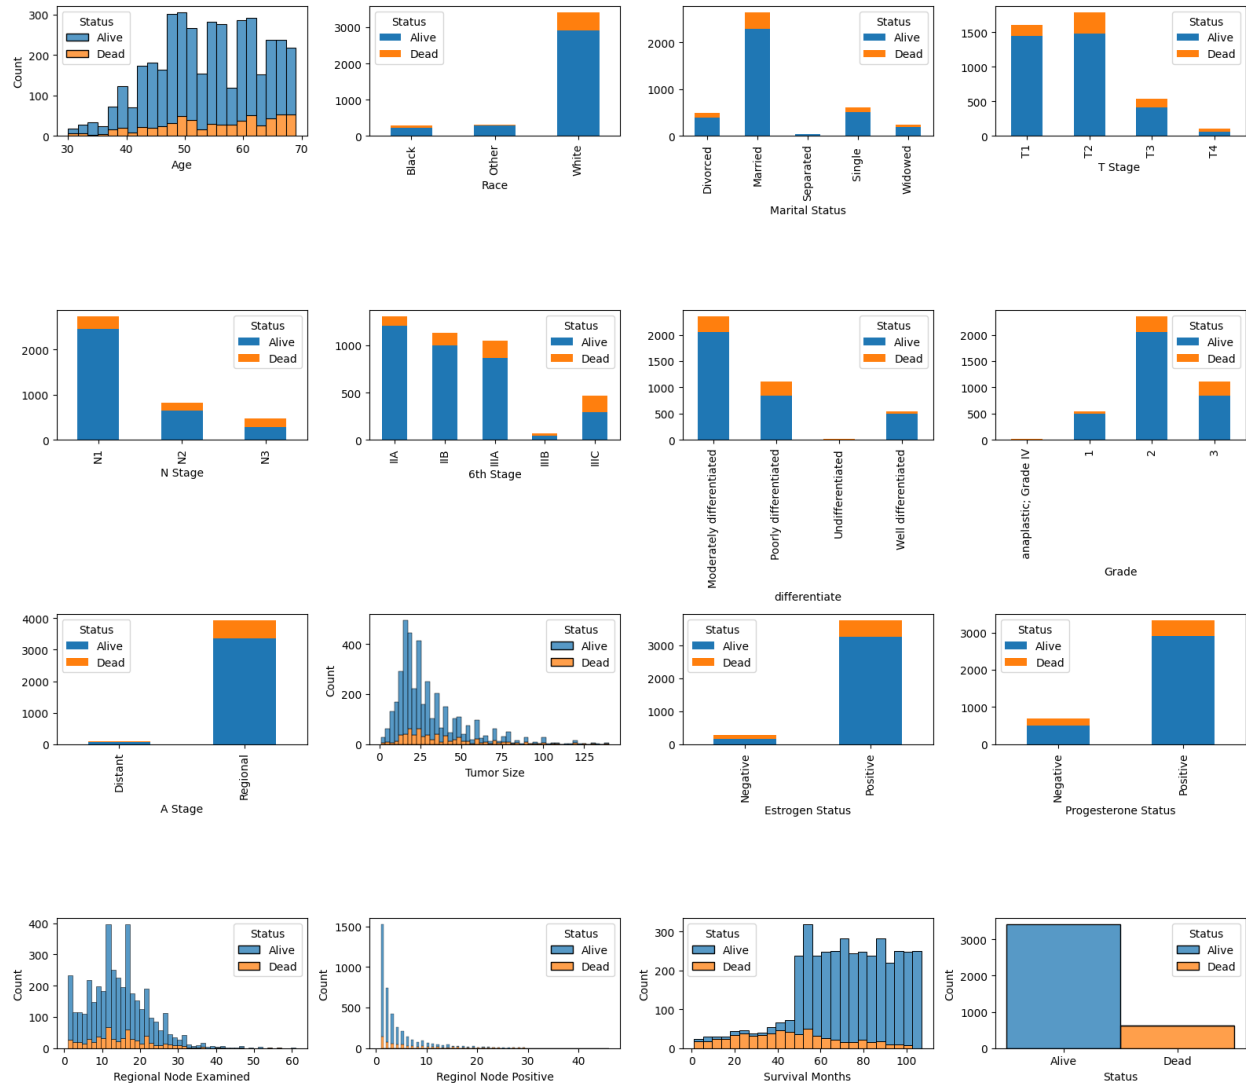 Status
Alive
Dead
Count
300
200
100
0
30
40
50
60
70
Age
Status
Alive
Dead
3000
2000
1000
0
Black
Other
White
Race
Status
Alive
Dead
2000
1000
0
Divorced
Married
Separated
Single
Widowed
Marital Status
Status
Alive
Dead
1500
1000
500
0
T1
T2
T3
T4
T Stage
Status
Alive
Dead
2000
1000
0
N1
N2
N3
N Stage
Status
Alive
Dead
1000
500
0
IIA
IIB
IIIA
IIIB
IIIC
6th Stage
Status
Alive
Dead
2000
1500
1000
500
0
Moderately differentiated
Poorly differentiated
Undifferentiated
Well differentiated
differentiate
Status
Alive
Dead
2000
1500
1000
500
0
anaplastic; Grade IV
1
2
3
Grade
Status
Alive
Dead
4000
3000
2000
1000
0
Distant
Regional
A Stage
Status
Alive
Dead
Count
400
200
0
0
25
50
75
100
125
Tumor Size
Status
Alive
Dead
3000
2000
1000
0
Negative
Positive
Estrogen Status
Status
Alive
Dead
3000
2000
1000
0
Negative
Positive
Progesterone Status
Status
Alive
Dead
Count
400
300
200
100
0
0
10
20
30
40
50
60
Regional Node Examined
Status
Alive
Dead
Count
1500
1000
500
0
0
10
20
30
40
Reginol Node Positive
Status
Alive
Dead
Count
300
200
100
0
0
20
40
60
80
100
Survival Months
Status
Alive
Dead
Count
3000
2000
1000
0
Alive
Dead
Status